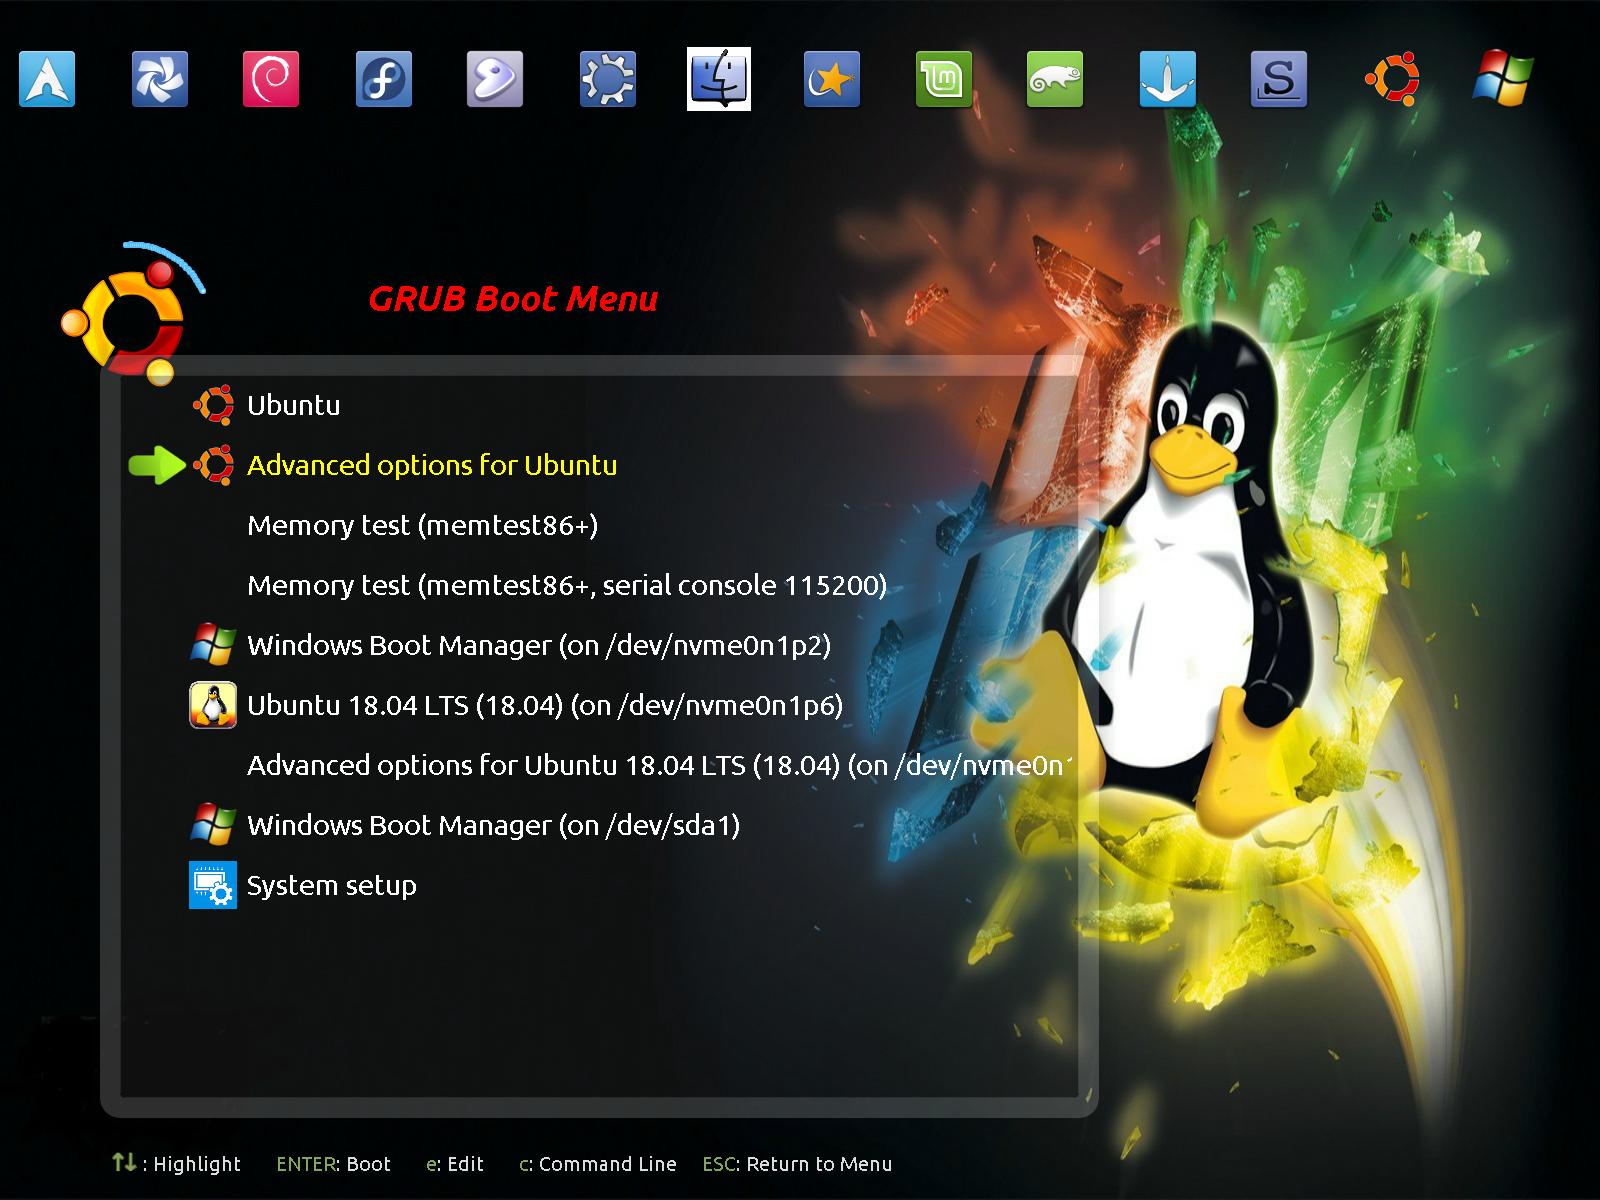 GRUB Boot Menu
Ubuntu
Advanced options for Ubuntu
Memory test (memtest86+)
Memory test (memtest86+, serial console 115200)
Windows Boot Manager (on /dev/nvme0n1p2)
Ubuntu 18.04 LTS (18.04) (on /dev/nvme0n1p6)
Advanced options for Ubuntu 18.04 LTS (18.04) (on /dev/nvme0n1
Windows Boot Manager (on /dev/sda1)
System setup
↑↓ : Highlight ENTER: Boot e: Edit c: Command Line ESC: Return to Menu